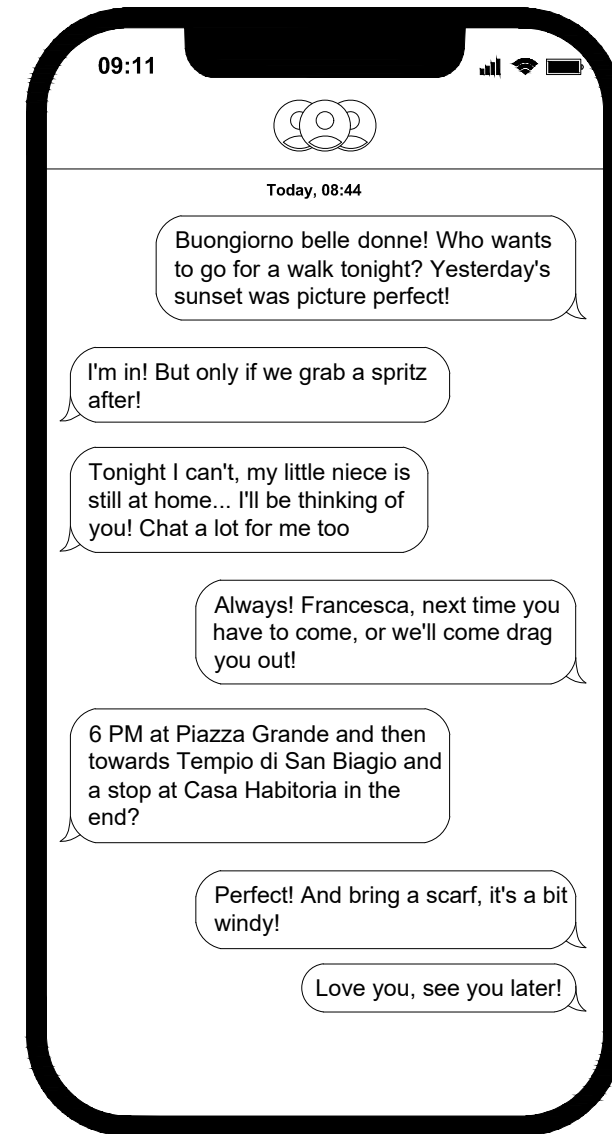 09:11
Today, 08:44
Buongiorno belle donne! Who wants
to go for a walk tonight? Yesterday's
sunset was picture perfect!
I'm in! But only if we grab a spritz
after!
Tonight I can't, my little niece is
still at home... I'll be thinking of
you! Chat a lot for me too
Always! Francesca, next time you
have to come, or we'll come drag
you out!
6 PM at Piazza Grande and then
towards Tempio di San Biagio and
a stop at Casa Habitoria in the
end?
Perfect! And bring a scarf, it's a bit
windy!
Love you, see you later!